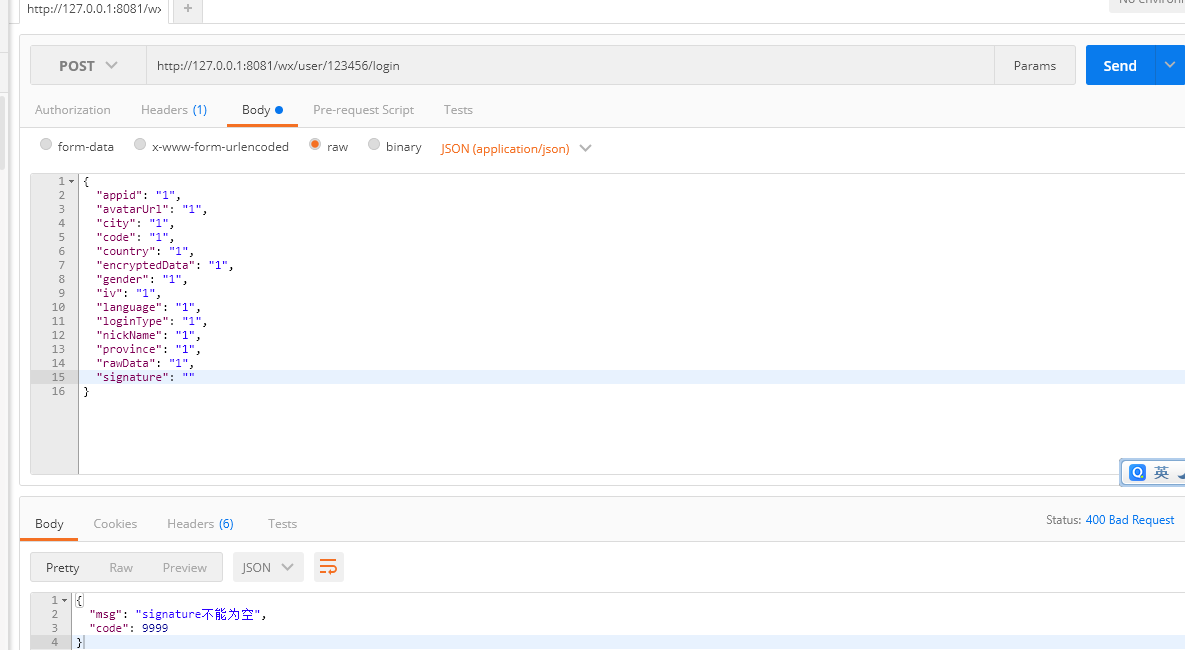 http://127.0.0.1:8081/wx
+
POST
http://127.0.0.1:8081/wx/user/123456/login
Params
Send
Authorization
Headers (1)
Body
Pre-request Script
Tests
form-data
x-www-form-urlencoded
raw
binary
JSON (application/json)
1 {
2 "appid": "1",
3 "avatarUrl": "1",
4 "city": "1",
5 "code": "1",
6 "country": "1",
7 "encryptedData": "1",
8 "gender": "1",
9 "iv": "1",
10 "language": "1",
11 "loginType": "1",
12 "nickName": "1",
13 "province": "1",
14 "rawData": "1",
15 "signature": ""
16 }
英
Body
Cookies
Headers (6)
Tests
Status: 400 Bad Request
Pretty
Raw
Preview
JSON
1 {
2 "msg": "signature不能为空",
3 "code": 9999
4 }